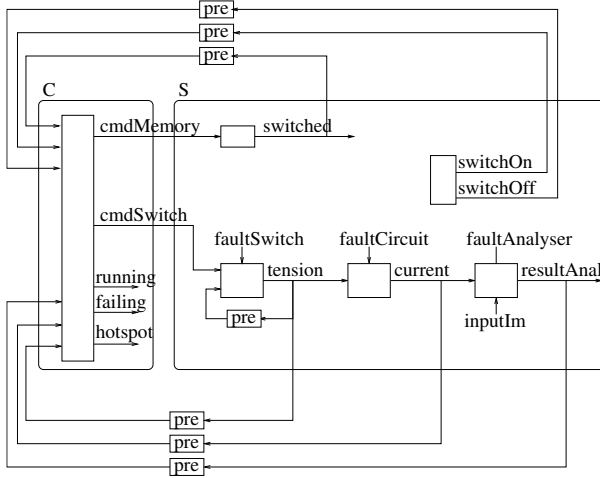 pre
pre
pre
C
S
cmdMemory
switched
switchOn
switchOff
cmdSwitch
faultSwitch
faultCircuit
faultAnalyser
tension
current
resultAnal
running
failing
pre
inputIm
hotspot
pre
pre
pre